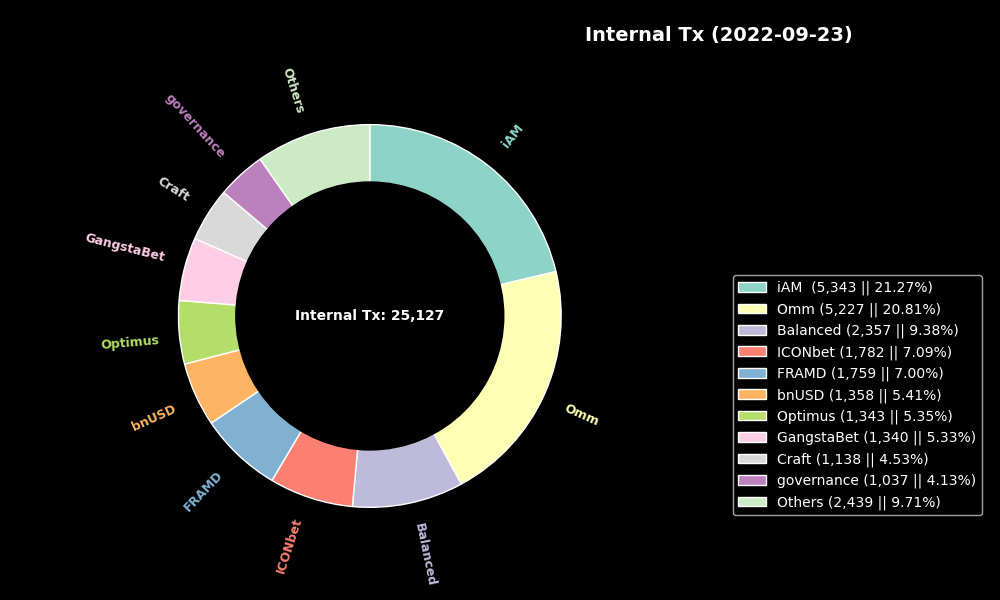 Internal Tx (2022-09-23)
Others
governance
iAM
Craft
GangstaBet
Optimus
bnUSD
Omm
FRAMD
ICONbet
Balanced
Internal Tx: 25,127
iAM  (5,343 || 21.27%)
Omm (5,227 || 20.81%)
Balanced (2,357 || 9.38%)
ICONbet (1,782 || 7.09%)
FRAMD (1,759 || 7.00%)
bnUSD (1,358 || 5.41%)
Optimus (1,343 || 5.35%)
GangstaBet (1,340 || 5.33%)
Craft (1,138 || 4.53%)
governance (1,037 || 4.13%)
Others (2,439 || 9.71%)